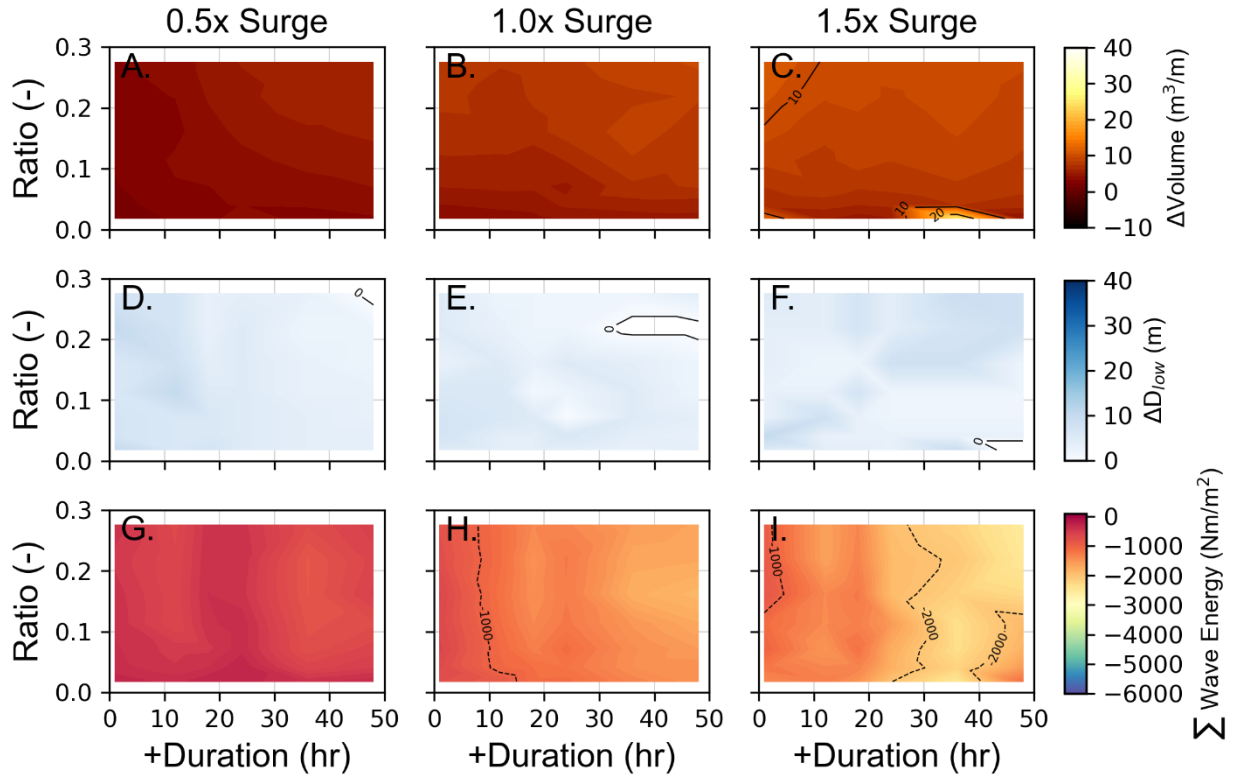 0.5x Surge 1.0x Surge 1.5x Surge
0.3 A. B. C. 40
0.2 10 30
Ratio (-) 20 ΔVolume (m³/m)
0.1 10
10 0
0.0 20 -10
0.3 D. 0 E. F. 40
0.2 0 30
Ratio (-) 20 ΔD_low (m)
0.1 10
0.0 0 0
0.3 G. H. I. 0
-1000 -1000
0.2 -2000
Ratio (-) -3000 ∑ Wave Energy (Nm/m²)
0.1 -1000 -2000 -4000
-2000 -5000
0.0 -6000
0 10 20 30 40 50 0 10 20 30 40 50 0 10 20 30 40 50
+Duration (hr) +Duration (hr) +Duration (hr)